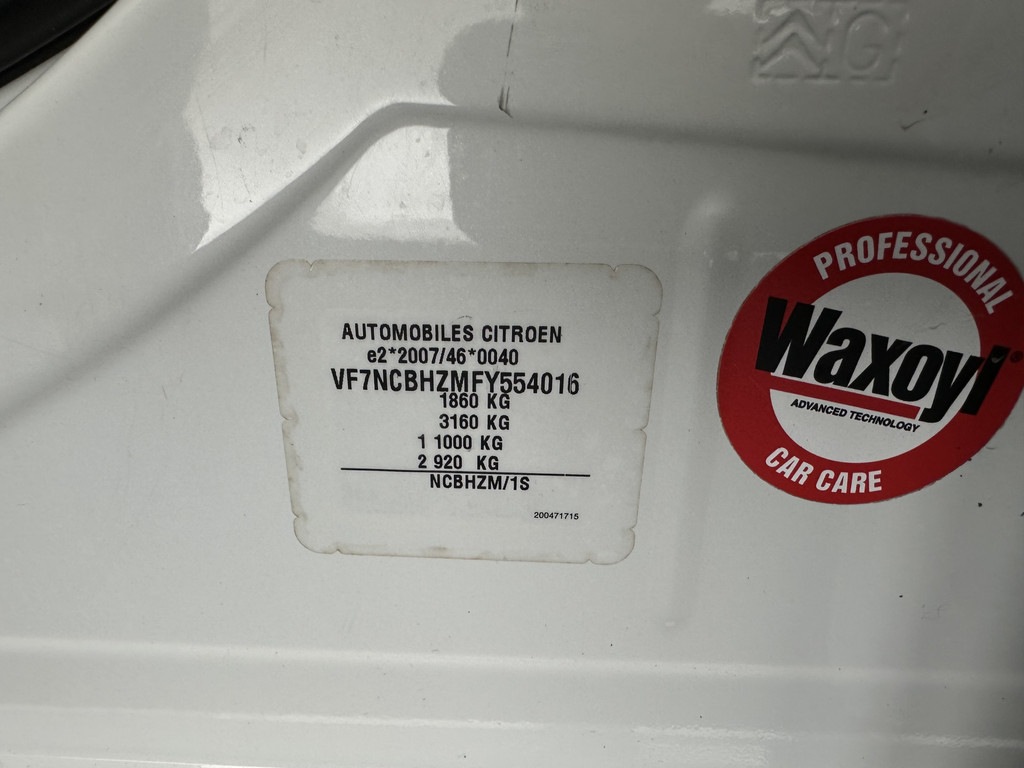 G
AUTOMOBILES CITROEN
e2*2007/46*0040
VF7NCBHZMFY554016
1860 KG
3160 KG
1 1000 KG
2 920 KG
NCBHZM/1S
200471715
PROFESSIONAL
Waxoyl®
ADVANCED TECHNOLOGY
CAR CARE